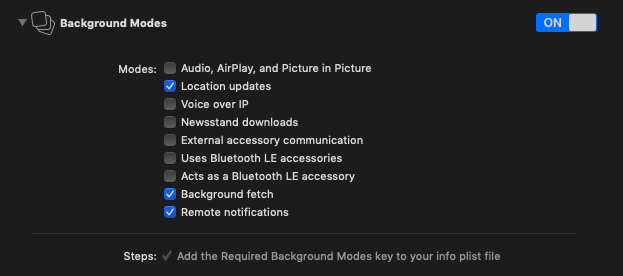 Background Modes
ON
Modes: Audio, AirPlay, and Picture in Picture
Location updates
Voice over IP
Newsstand downloads
External accessory communication
Uses Bluetooth LE accessories
Acts as a Bluetooth LE accessory
Background fetch
Remote notifications
Steps: ✓ Add the Required Background Modes key to your info plist file